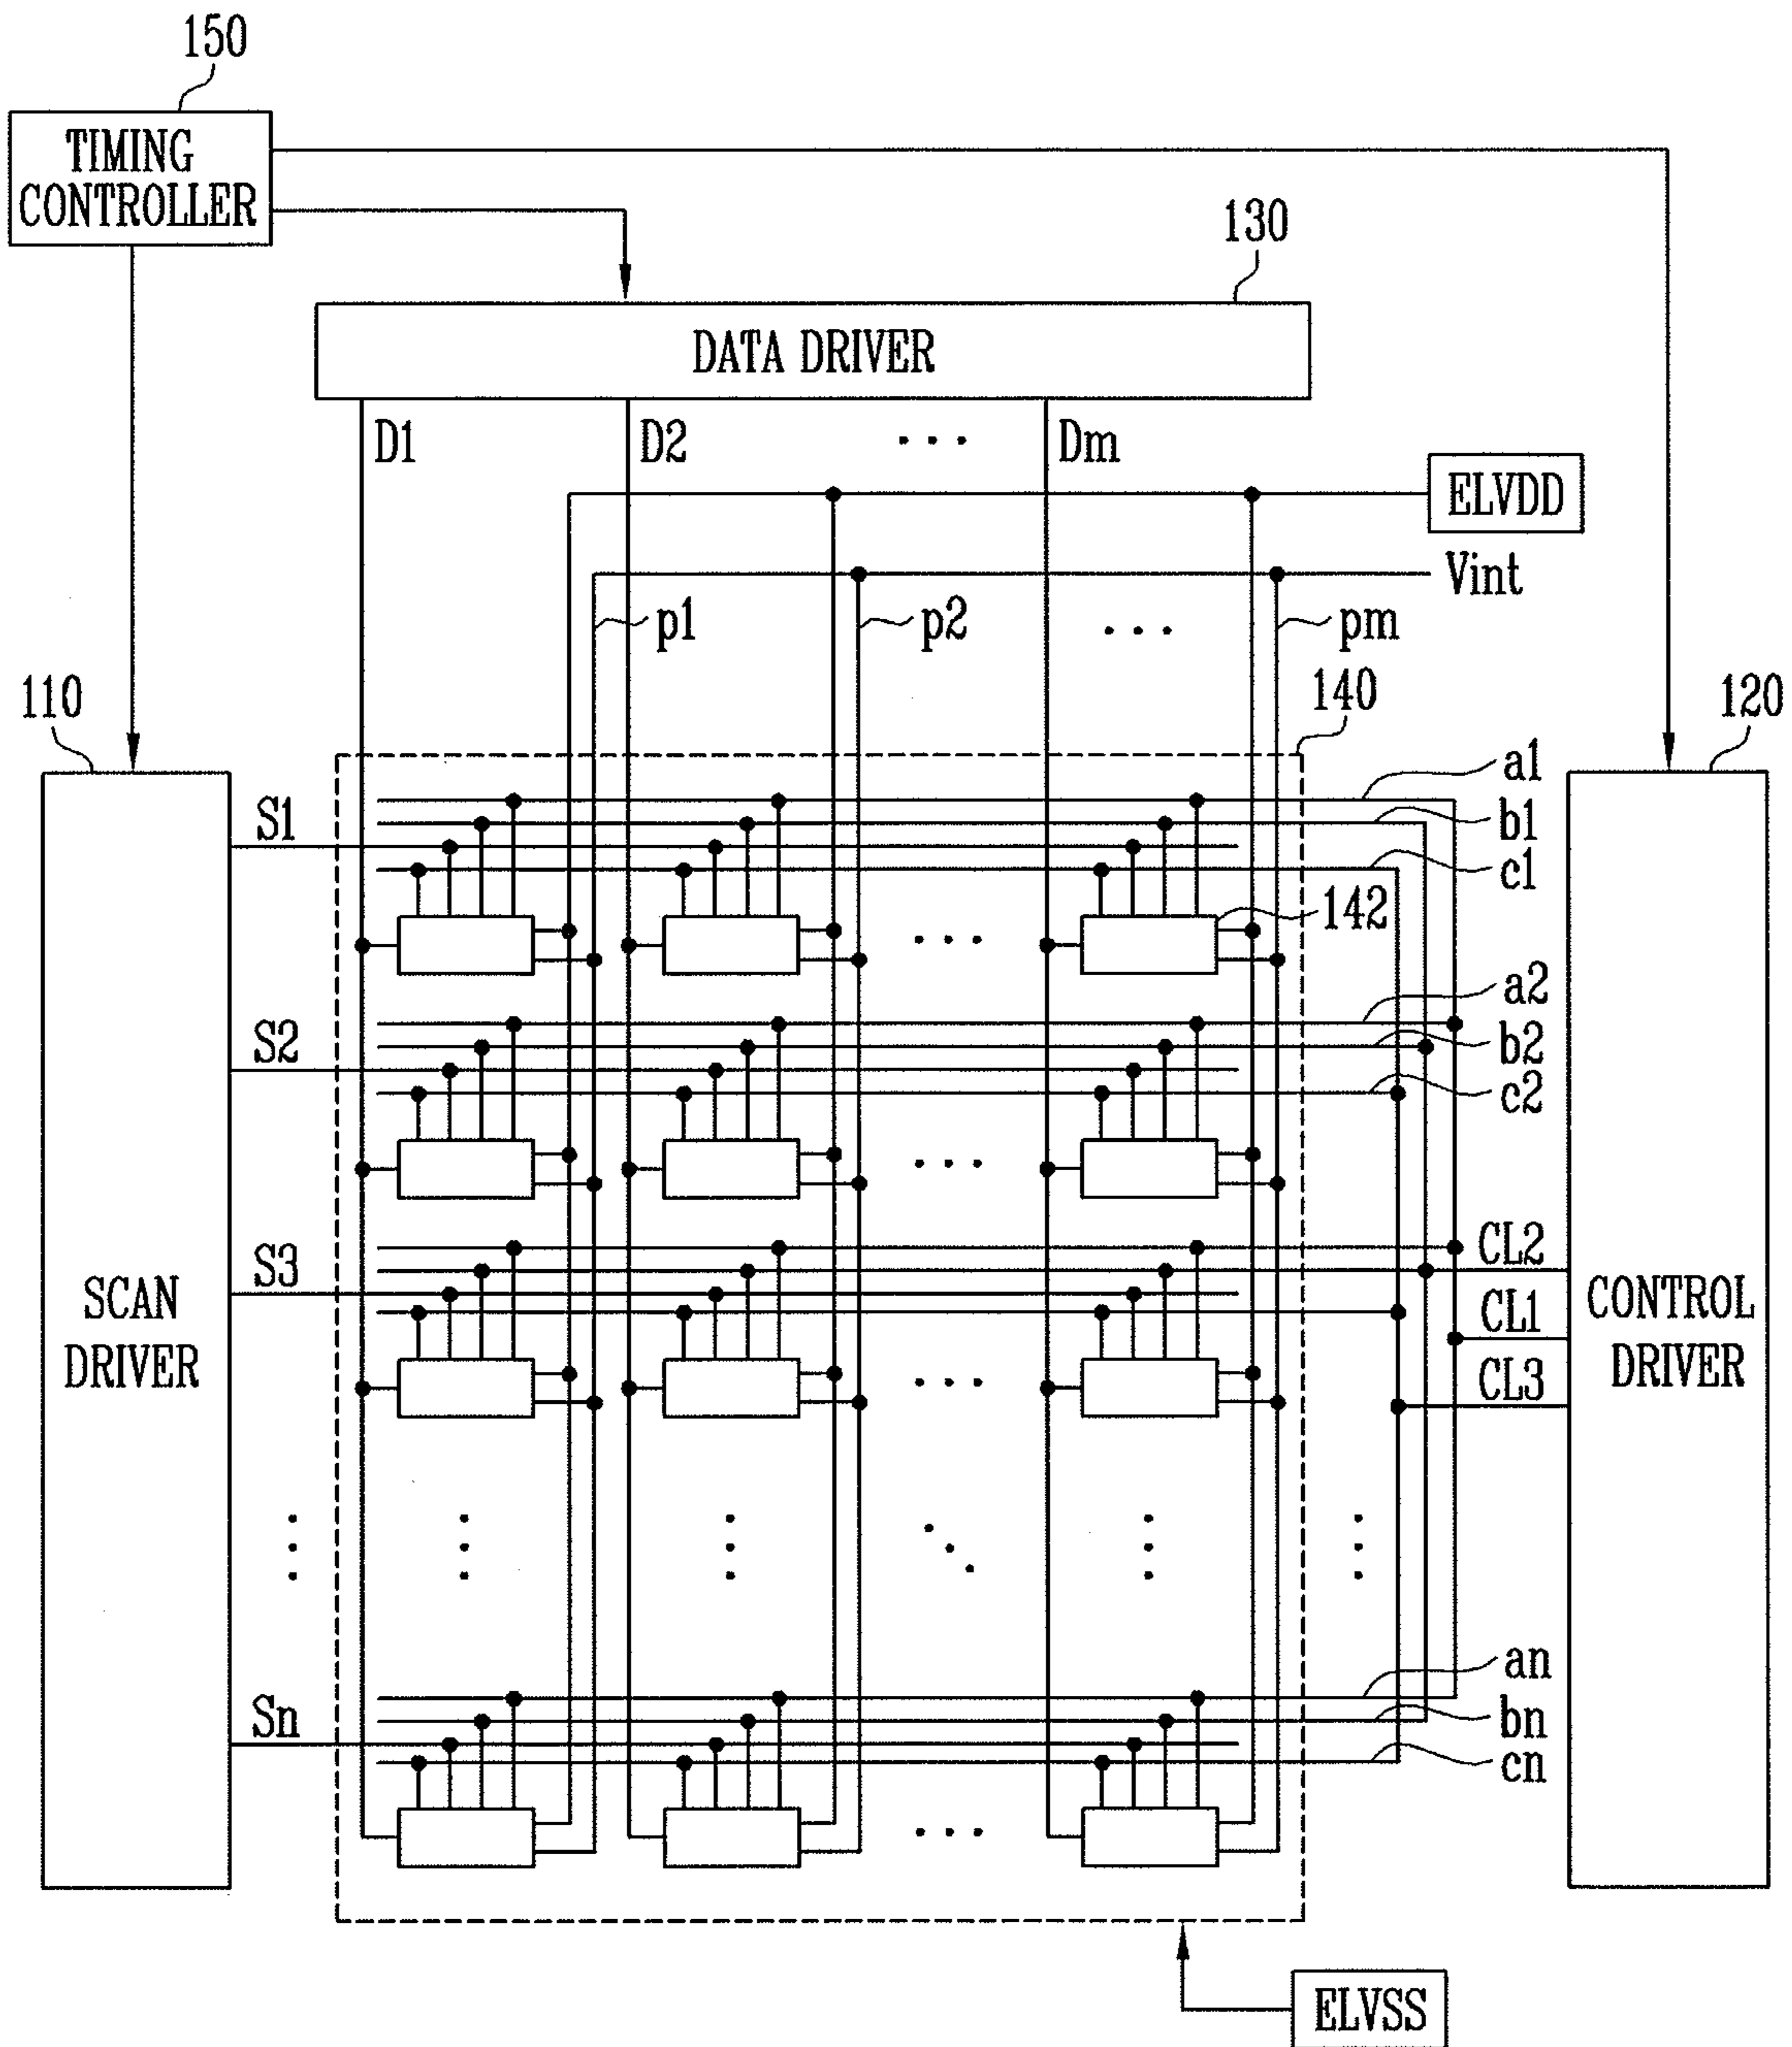 150
TIMING
CONTROLLER
130
DATA DRIVER
D1
D2
...
Dm
ELVDD
Vint
p1
p2
...
pm
110
140
120
a1
S1
b1
c1
142
...
a2
S2
b2
c2
...
S3
CL2
SCAN
DRIVER
CL1
CONTROL
DRIVER
CL3
...
an
Sn
bn
cn
...
ELVSS